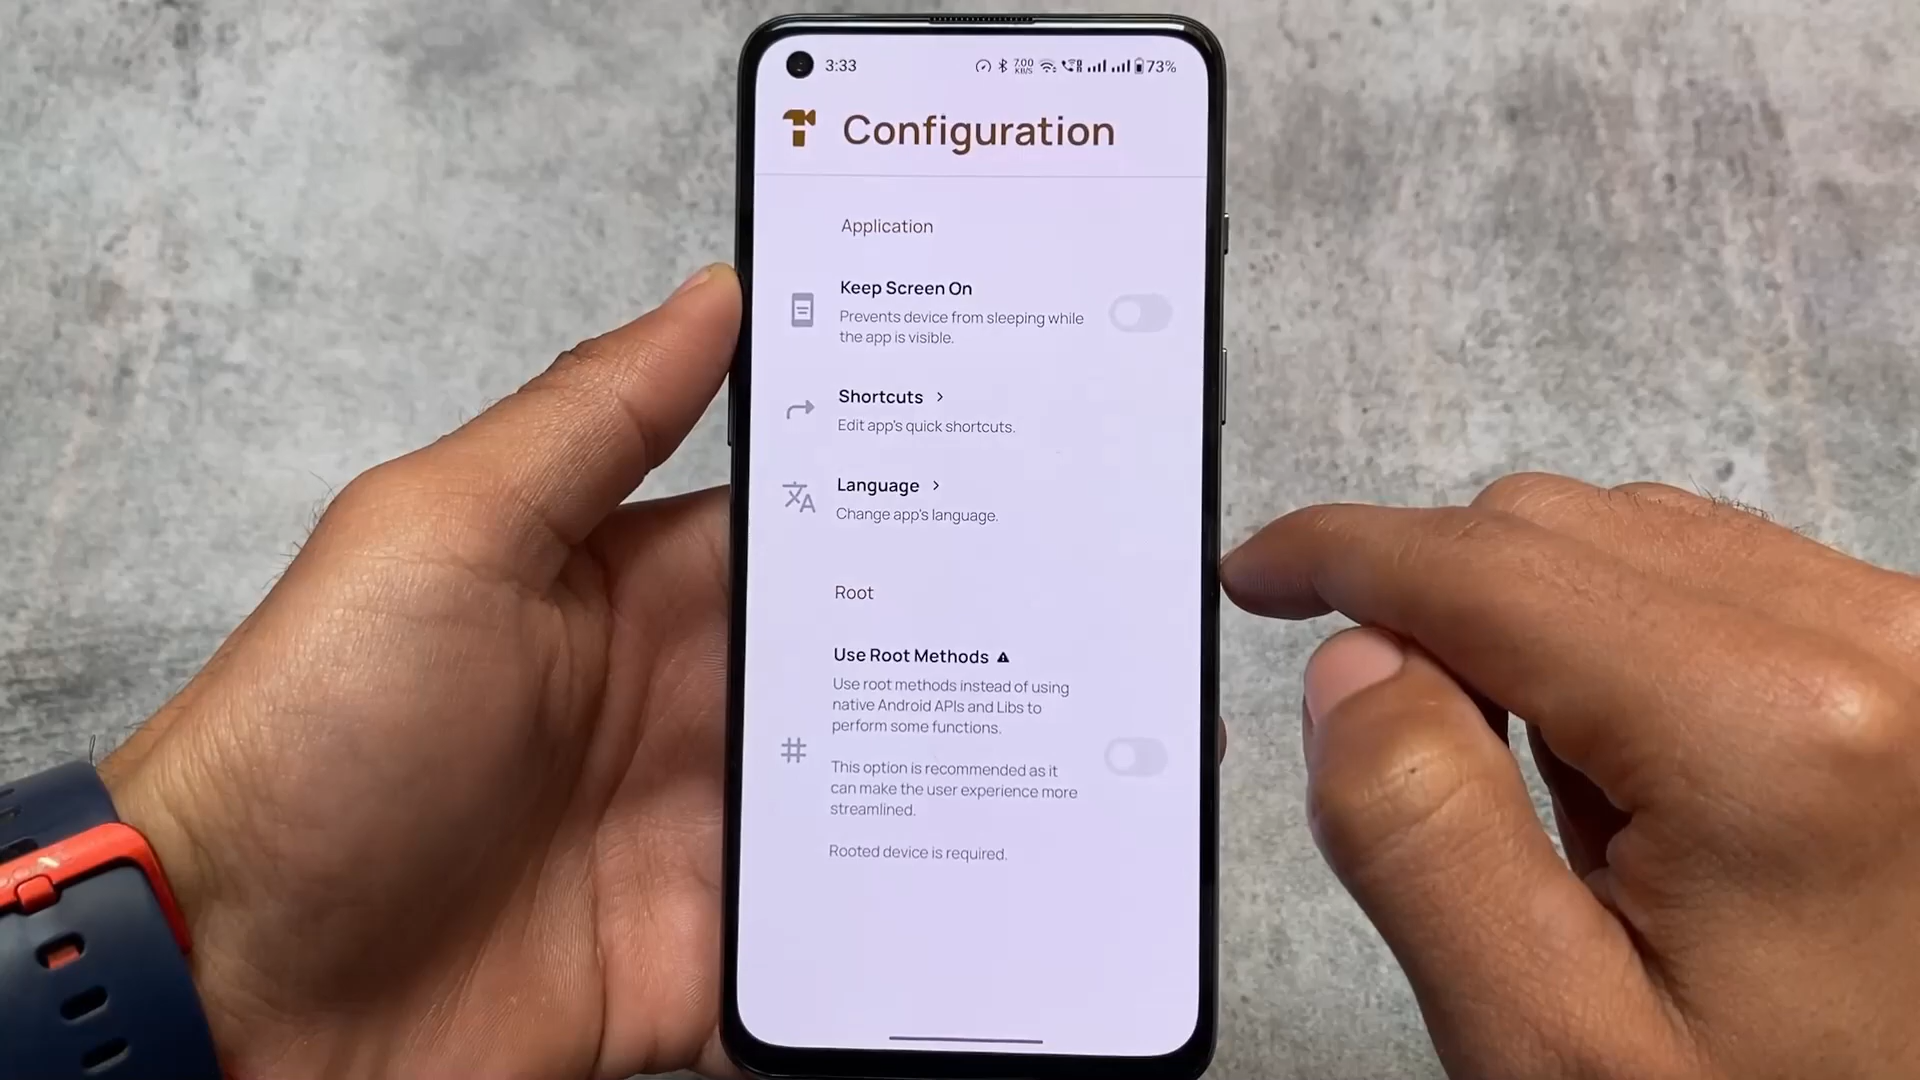 3:33 7.00 KB/S 73%
Configuration
Application
Keep Screen On
Prevents device from sleeping while
the app is visible.
Shortcuts >
Edit app's quick shortcuts.
Language >
Change app's language.
Root
Use Root Methods
Use root methods instead of using
native Android APIs and Libs to
perform some functions.
This option is recommended as it
can make the user experience more
streamlined.
Rooted device is required.